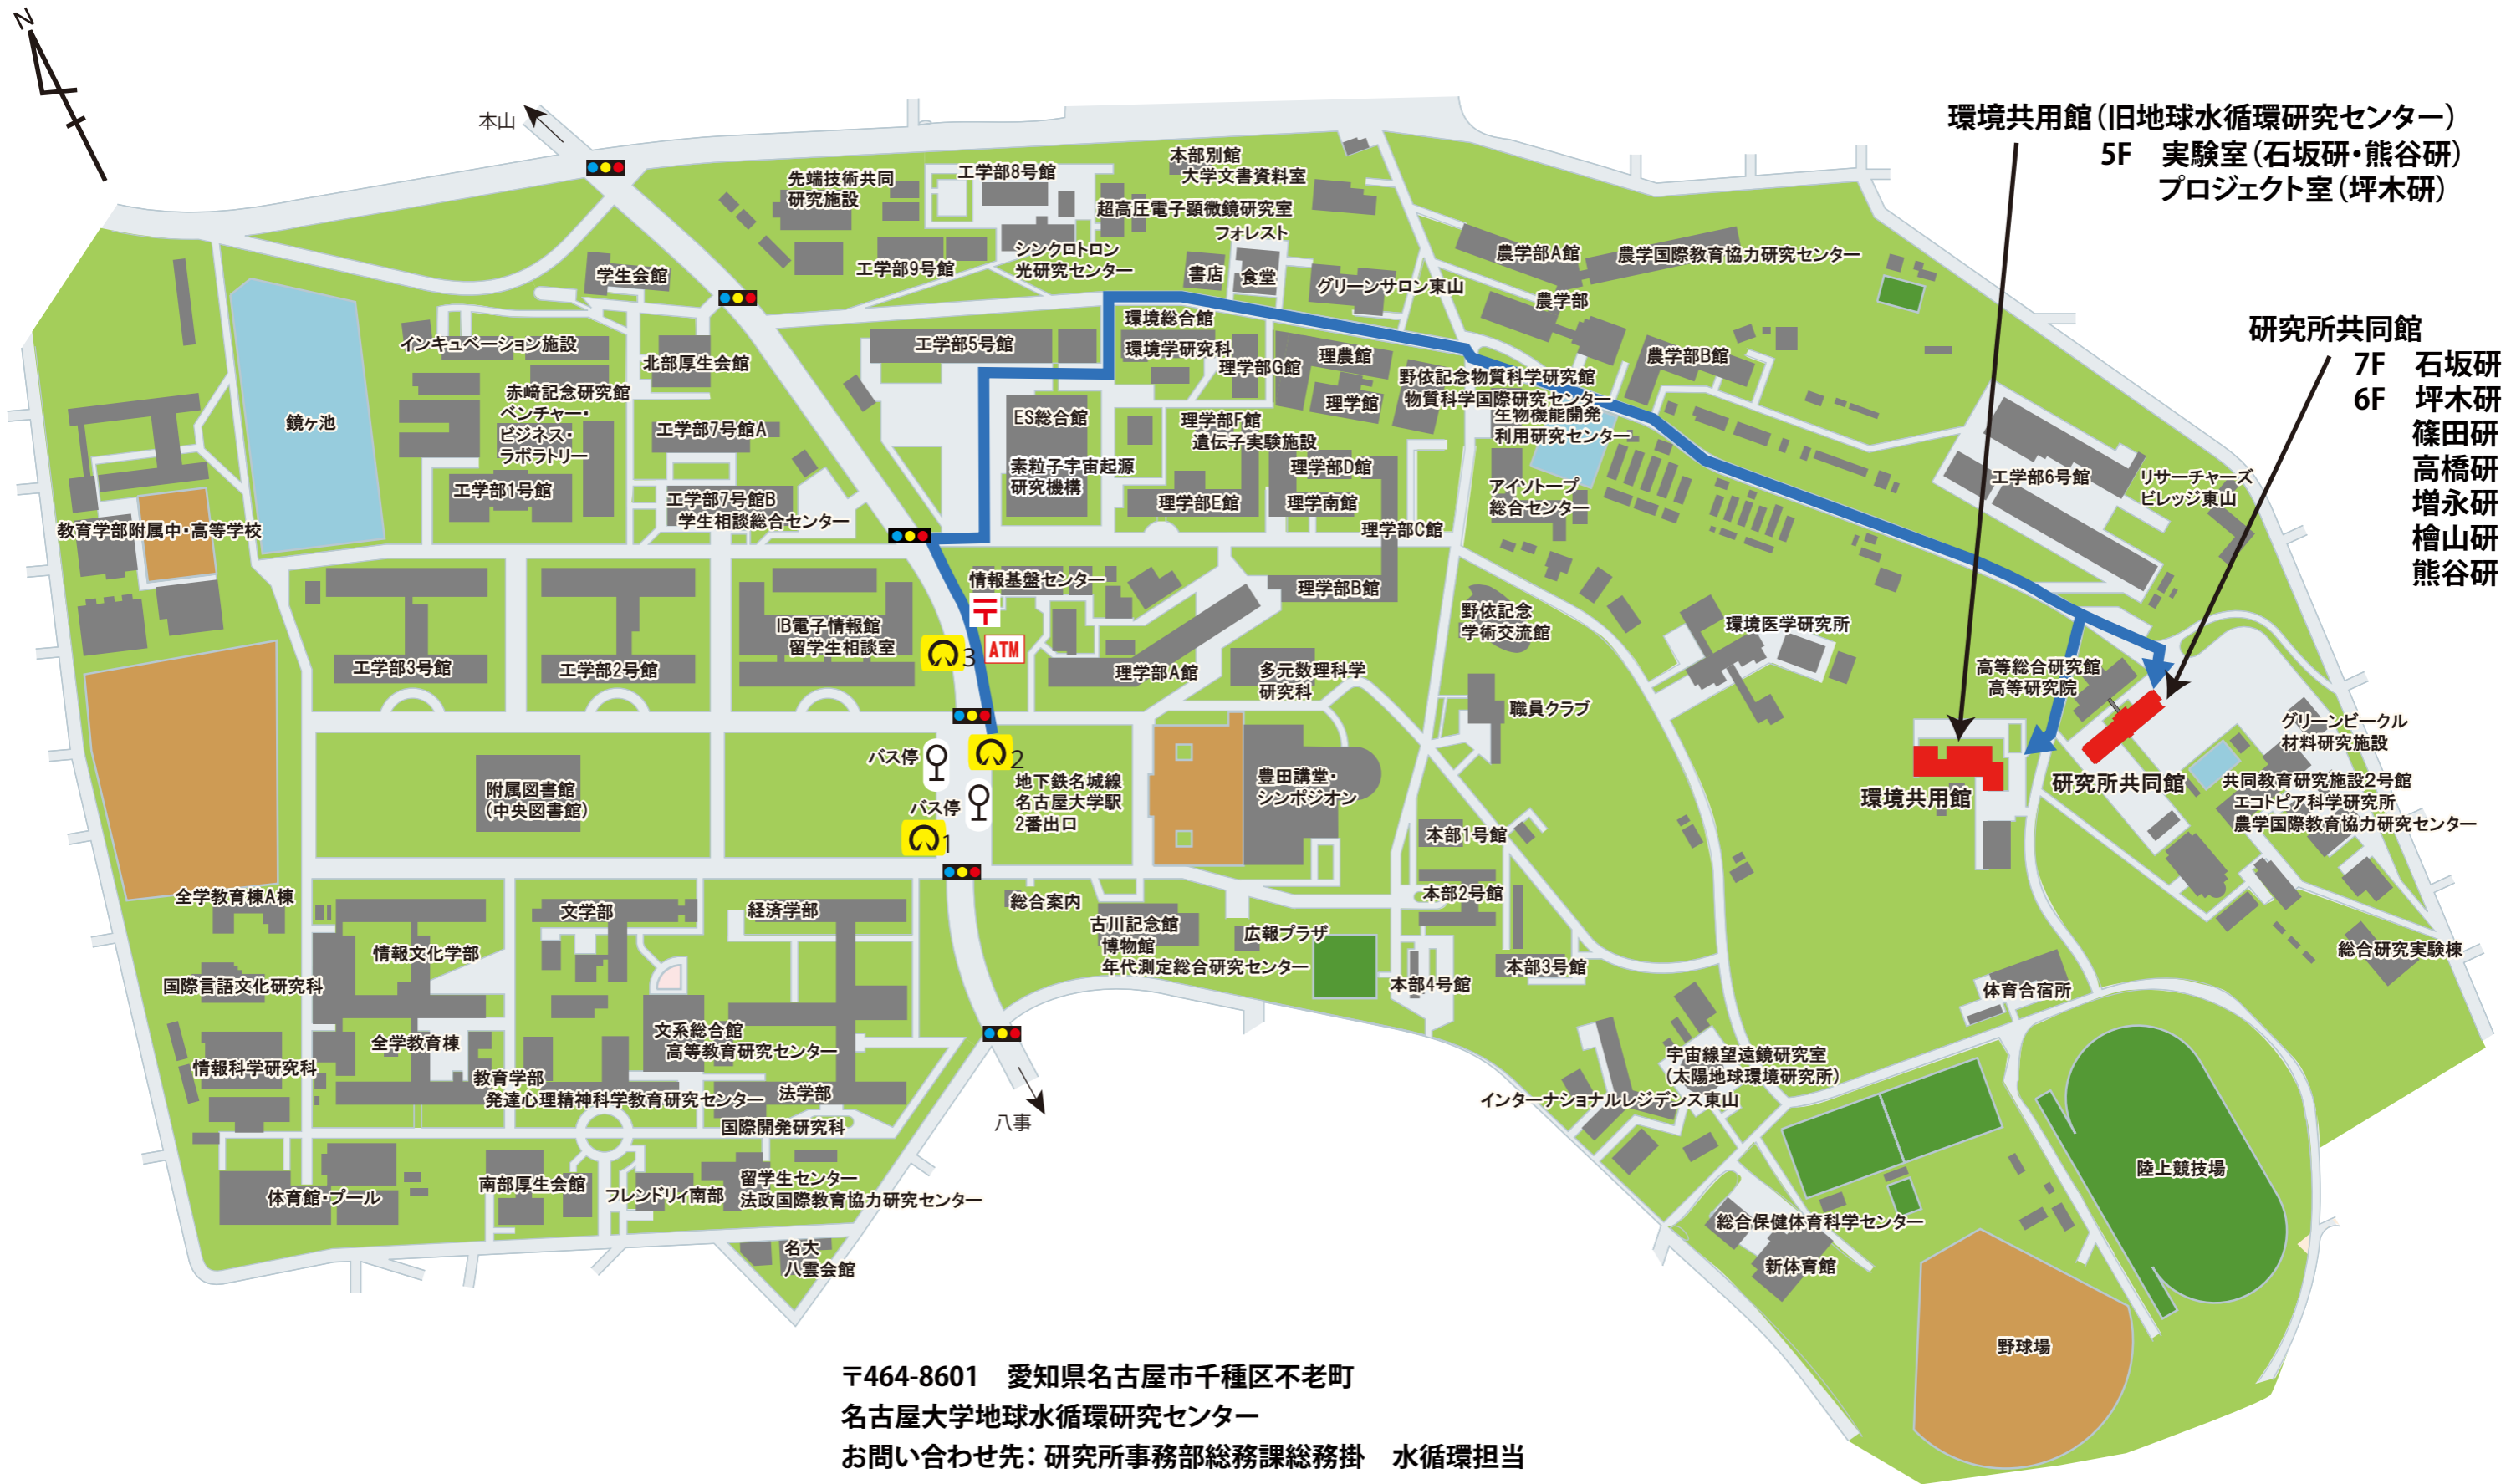 N
本山
環境共用館（旧地球水循環研究センター）
5F　実験室（石坂研・熊谷研）
プロジェクト室（坪木研）
研究所共同館
7F　石坂研
6F　坪木研
篠田研
高橋研
増永研
檜山研
熊谷研
先端技術共同
研究施設
工学部8号館
本部別館
大学文書資料室
超高圧電子顕微鏡研究室
フォレスト
シンクロトロン
光研究センター
工学部9号館
書店
食堂
グリーンサロン東山
農学部A館
農学国際教育協力研究センター
農学部
農学部B館
学生会館
インキュベーション施設
北部厚生会館
工学部5号館
環境総合館
環境学研究科
理学部G館
理農館
理学館
野依記念物質科学研究館
物質科学国際研究センター
生物機能開発
利用研究センター
鏡ヶ池
赤﨑記念研究館
ベンチャー・
ビジネス・
ラボラトリー
工学部7号館A
ES総合館
理学部F館
遺伝子実験施設
素粒子宇宙起源
研究機構
理学部D館
理学部E館
理学南館
理学部C館
アイソトープ
総合センター
工学部6号館
リサーチャーズ
ビレッジ東山
工学部1号館
工学部7号館B
学生相談総合センター
教育学部附属中・高等学校
情報基盤センター
〒
ATM
3
IB電子情報館
留学生相談室
工学部3号館
工学部2号館
理学部A館
理学部B館
多元数理科学
研究科
野依記念
学術交流館
職員クラブ
環境医学研究所
高等総合研究館
高等研究院
グリーンビークル
材料研究施設
環境共用館
研究所共同館
共同教育研究施設2号館
エコトピア科学研究所
農学国際教育協力研究センター
総合研究実験棟
附属図書館
（中央図書館）
バス停
2
バス停
1
地下鉄名城線
名古屋大学駅
2番出口
豊田講堂・
シンポジオン
本部1号館
本部2号館
本部3号館
本部4号館
総合案内
古川記念館
博物館
年代測定総合研究センター
広報プラザ
全学教育棟A棟
情報文化学部
文学部
経済学部
国際言語文化研究科
全学教育棟
文系総合館
高等教育研究センター
情報科学研究科
教育学部
発達心理精神科学教育研究センター
法学部
国際開発研究科
八事
体育館・プール
南部厚生会館
フレンドリィ南部
留学生センター
法政国際教育協力研究センター
名大
八雲会館
体育合宿所
宇宙線望遠鏡研究室
（太陽地球環境研究所）
インターナショナルレジデンス東山
総合保健体育科学センター
新体育館
陸上競技場
野球場
〒464-8601　愛知県名古屋市千種区不老町
名古屋大学地球水循環研究センター
お問い合わせ先：研究所事務部総務課総務掛　水循環担当